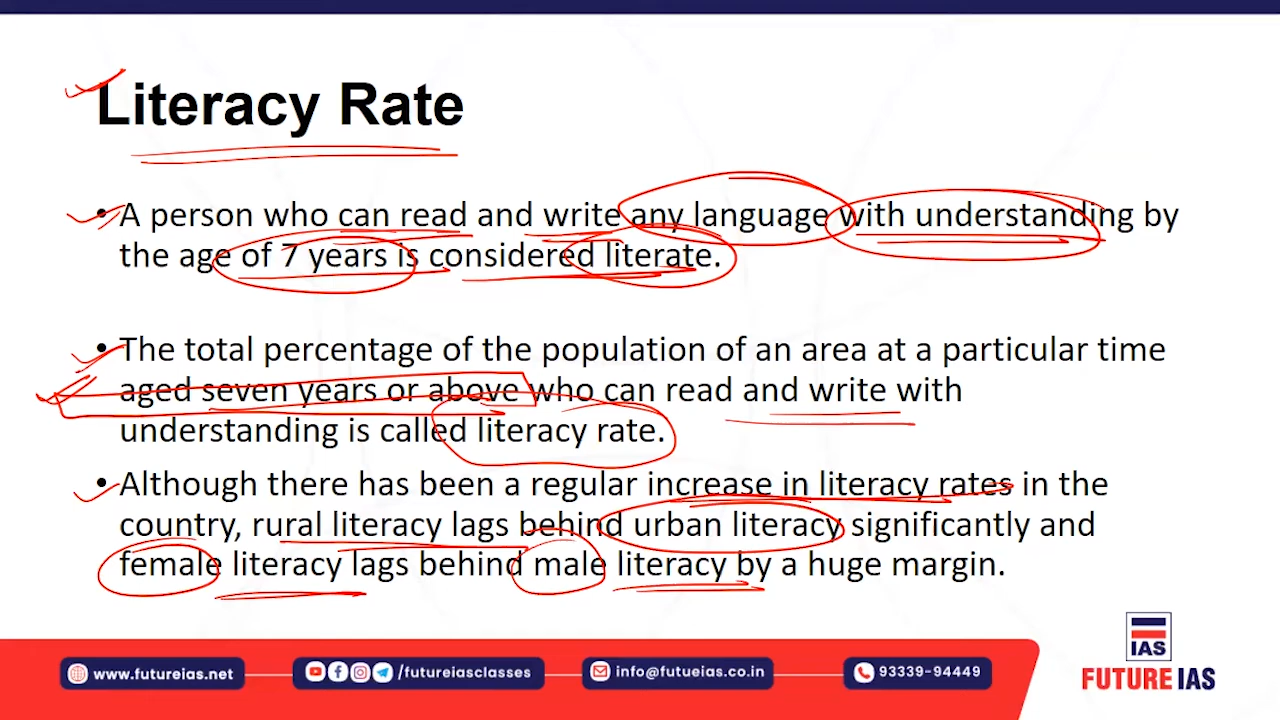 Literacy Rate
• A person who can read and write any language with understanding by
the age of 7 years is considered literate.
• The total percentage of the population of an area at a particular time
aged seven years or above who can read and write with
understanding is called literacy rate.
• Although there has been a regular increase in literacy rates in the
country, rural literacy lags behind urban literacy significantly and
female literacy lags behind male literacy by a huge margin.
IAS
www.futureias.net
/futureiasclasses
info@futueias.co.in
93339-94449
FUTURE IAS